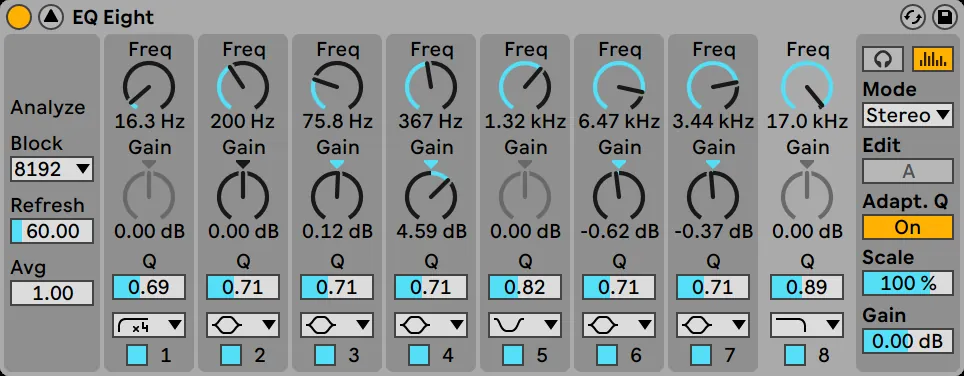 EQ Eight
Analyze
Block
8192
Refresh
60.00
Avg
1.00
Freq Freq Freq Freq Freq Freq Freq Freq
16.3 Hz 200 Hz 75.8 Hz 367 Hz 1.32 kHz 6.47 kHz 3.44 kHz 17.0 kHz
Gain Gain Gain Gain Gain Gain Gain Gain
0.00 dB 0.00 dB 0.12 dB 4.59 dB 0.00 dB -0.62 dB -0.37 dB 0.00 dB
Q Q Q Q Q Q Q Q
0.69 0.71 0.71 0.71 0.82 0.71 0.71 0.89
x4
1 2 3 4 5 6 7 8
Mode
Stereo
Edit
A
Adapt. Q
On
Scale
100 %
Gain
0.00 dB